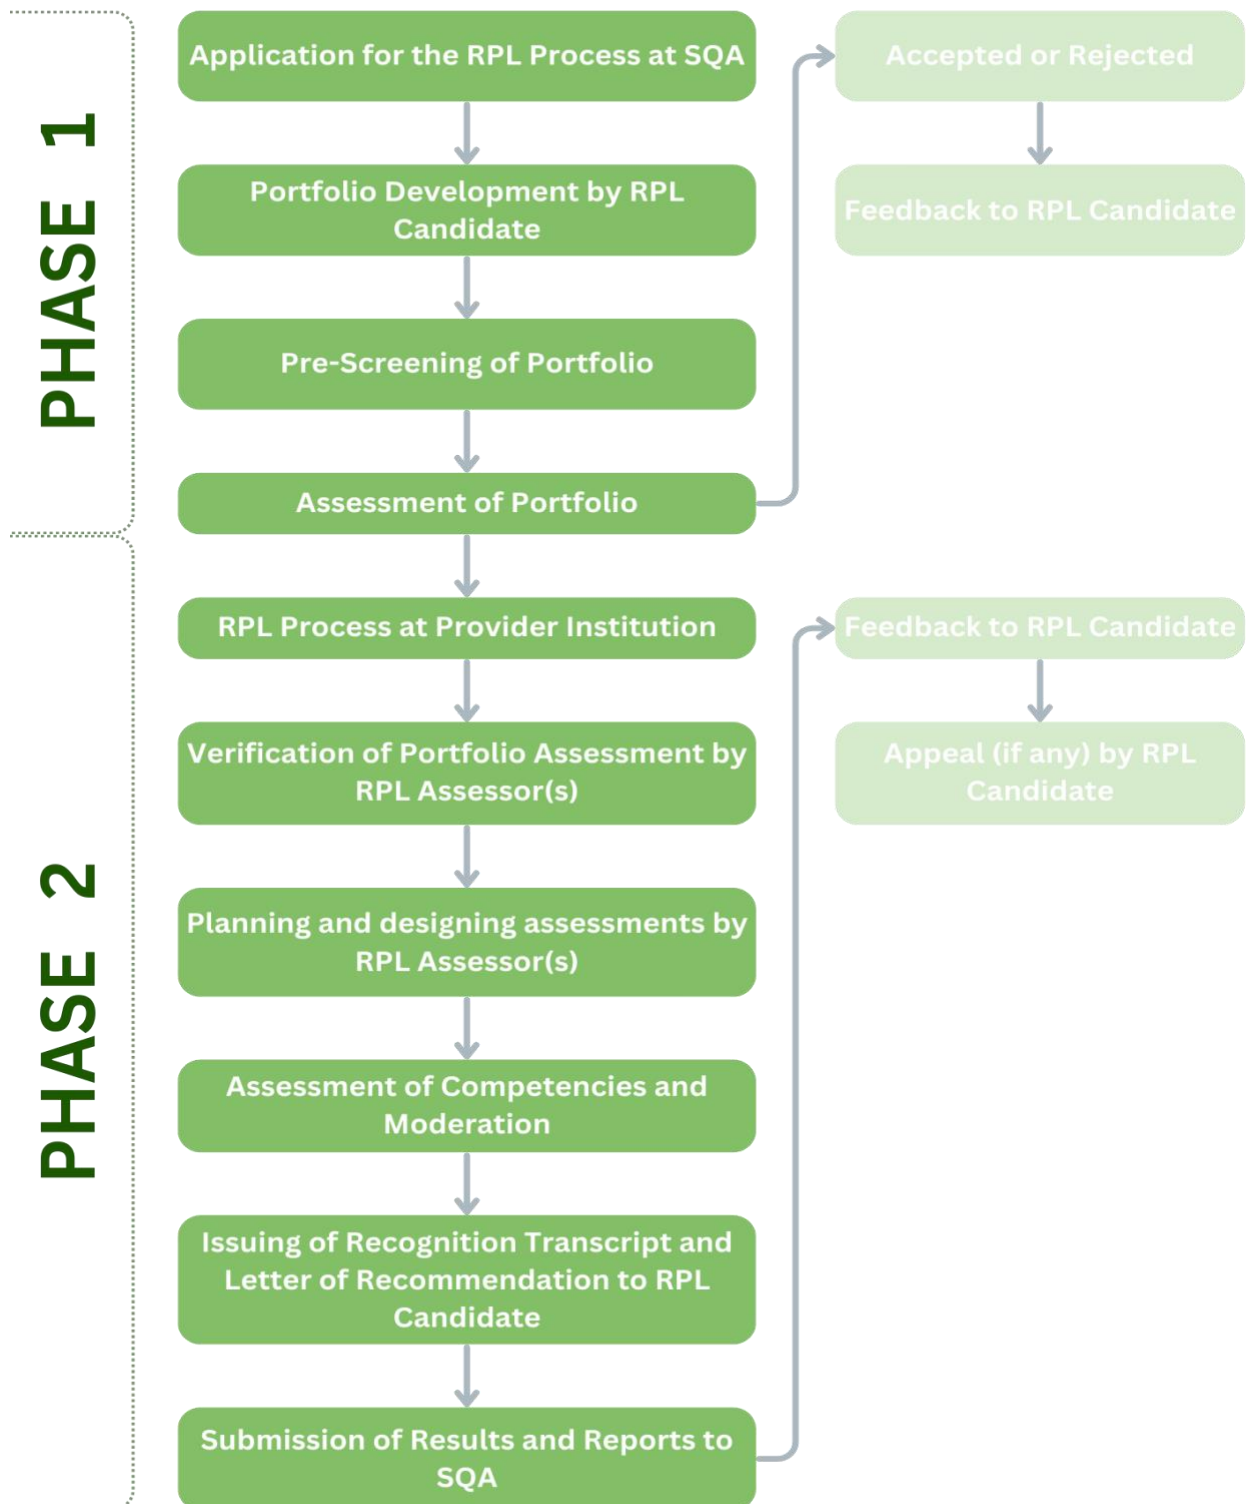 PHASE 1
Application for the RPL Process at SQA
Portfolio Development by RPL
Candidate
Pre-Screening of Portfolio
Assessment of Portfolio
Accepted or Rejected
Feedback to RPL Candidate
PHASE 2
RPL Process at Provider Institution
Verification of Portfolio Assessment by
RPL Assessor(s)
Planning and designing assessments by
RPL Assessor(s)
Assessment of Competencies and
Moderation
Issuing of Recognition Transcript and
Letter of Recommendation to RPL
Candidate
Submission of Results and Reports to
SQA
Feedback to RPL Candidate
Appeal (if any) by RPL
Candidate